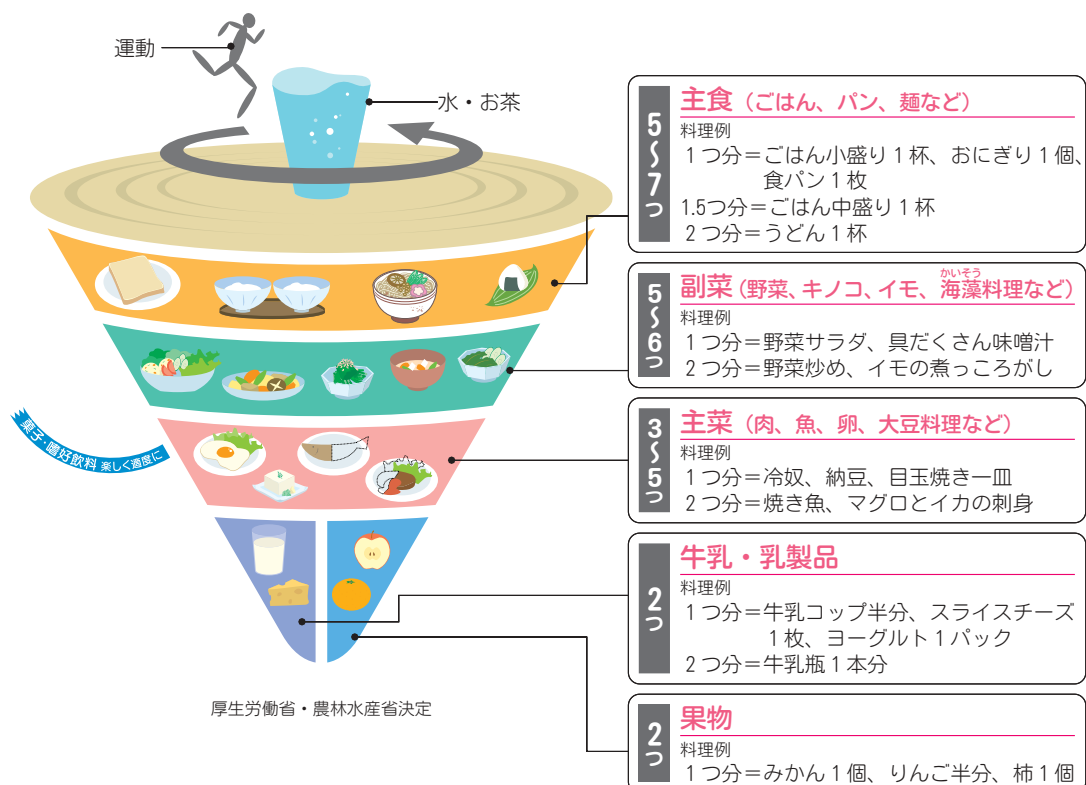 運動
水・お茶
菓子・嗜好飲料 楽しく適度に
厚生労働省・農林水産省決定
5～7つ
主食（ごはん、パン、麺など）
料理例
1つ分＝ごはん小盛り1杯、おにぎり1個、
食パン1枚
1.5つ分＝ごはん中盛り1杯
2つ分＝うどん1杯
5～6つ
かいそう
副菜（野菜、キノコ、イモ、海藻料理など）
料理例
1つ分＝野菜サラダ、具だくさん味噌汁
2つ分＝野菜炒め、イモの煮っころがし
3～5つ
主菜（肉、魚、卵、大豆料理など）
料理例
1つ分＝冷奴、納豆、目玉焼き一皿
2つ分＝焼き魚、マグロとイカの刺身
2つ
牛乳・乳製品
料理例
1つ分＝牛乳コップ半分、スライスチーズ
1枚、ヨーグルト1パック
2つ分＝牛乳瓶1本分
2つ
果物
料理例
1つ分＝みかん1個、りんご半分、柿1個